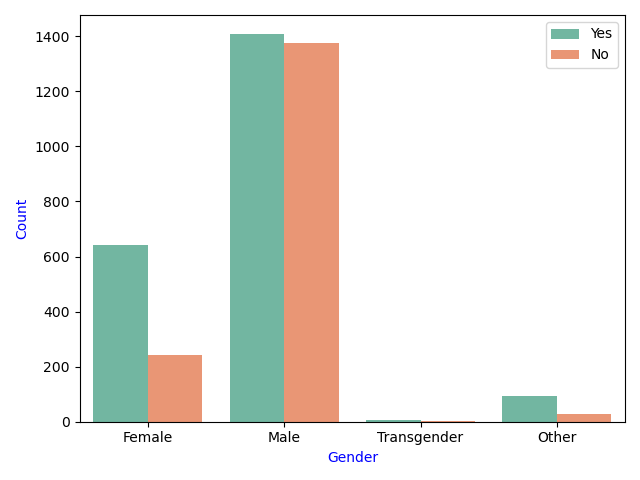 Yes
No
1400
1200
1000
800
600
400
200
0
Count
Female
Male
Transgender
Other
Gender